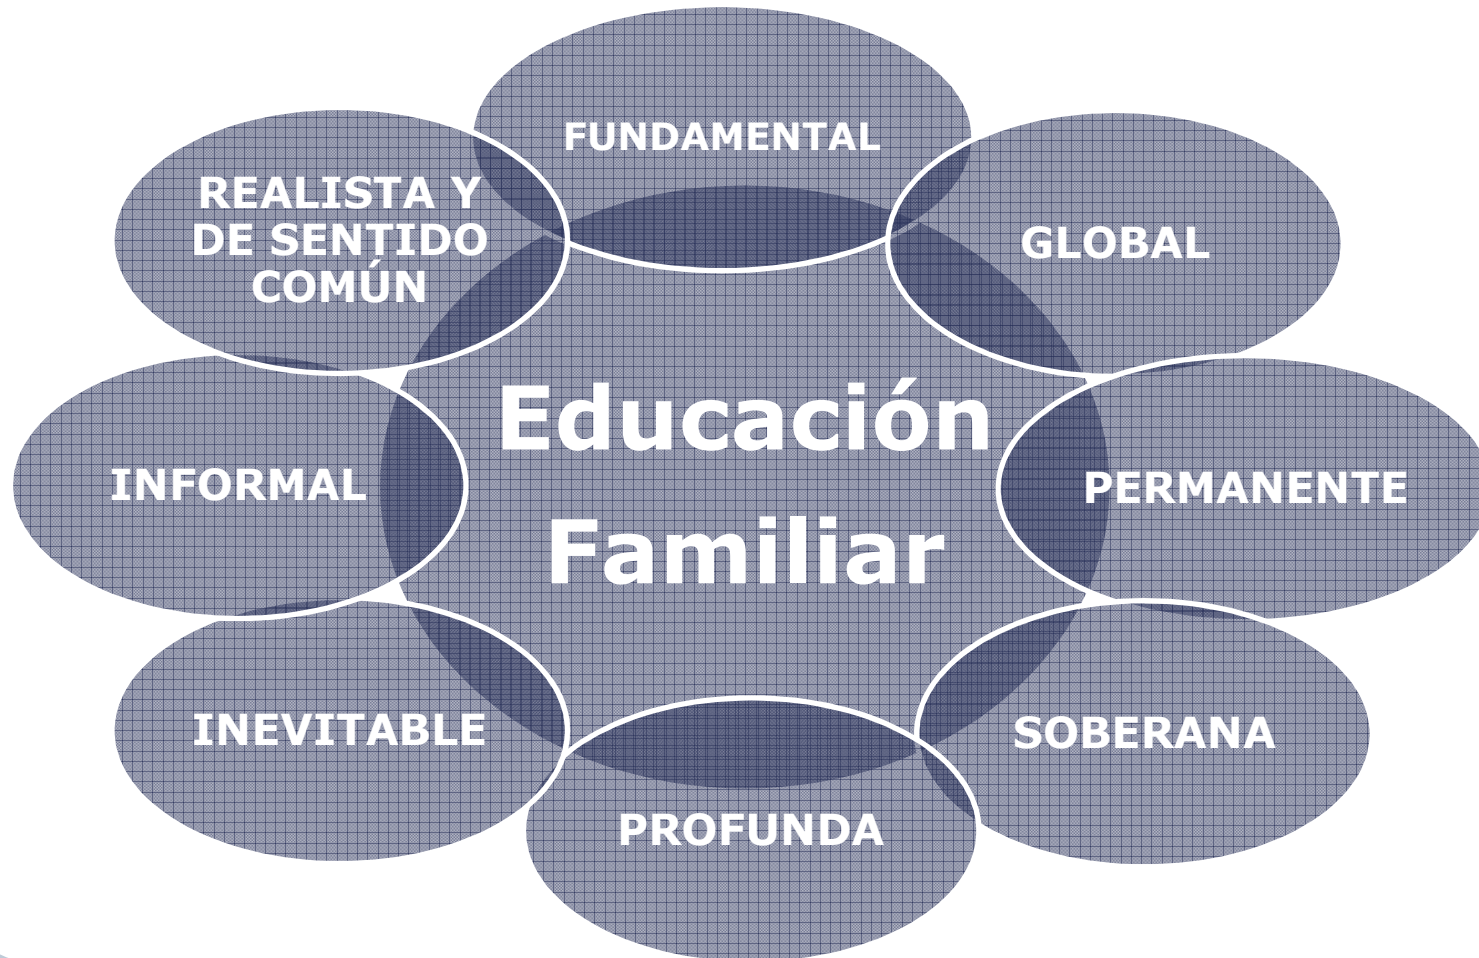 FUNDAMENTAL
REALISTA Y
DE SENTIDO
COMÚN
GLOBAL
Educación
Familiar
INFORMAL
PERMANENTE
INEVITABLE
SOBERANA
PROFUNDA